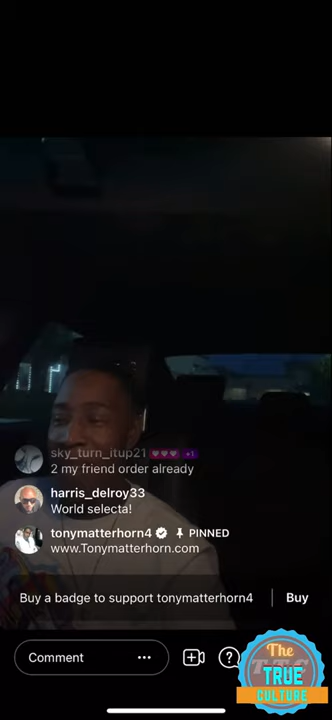 sky_turn_itup21 +1
2 my friend order already
harris_delroy33
World selecta!
tonymatterhorn4 PINNED
www.Tonymatterhorn.com
Buy a badge to support tonymatterhorn4 Buy
Comment
The
TRUE
CULTURE